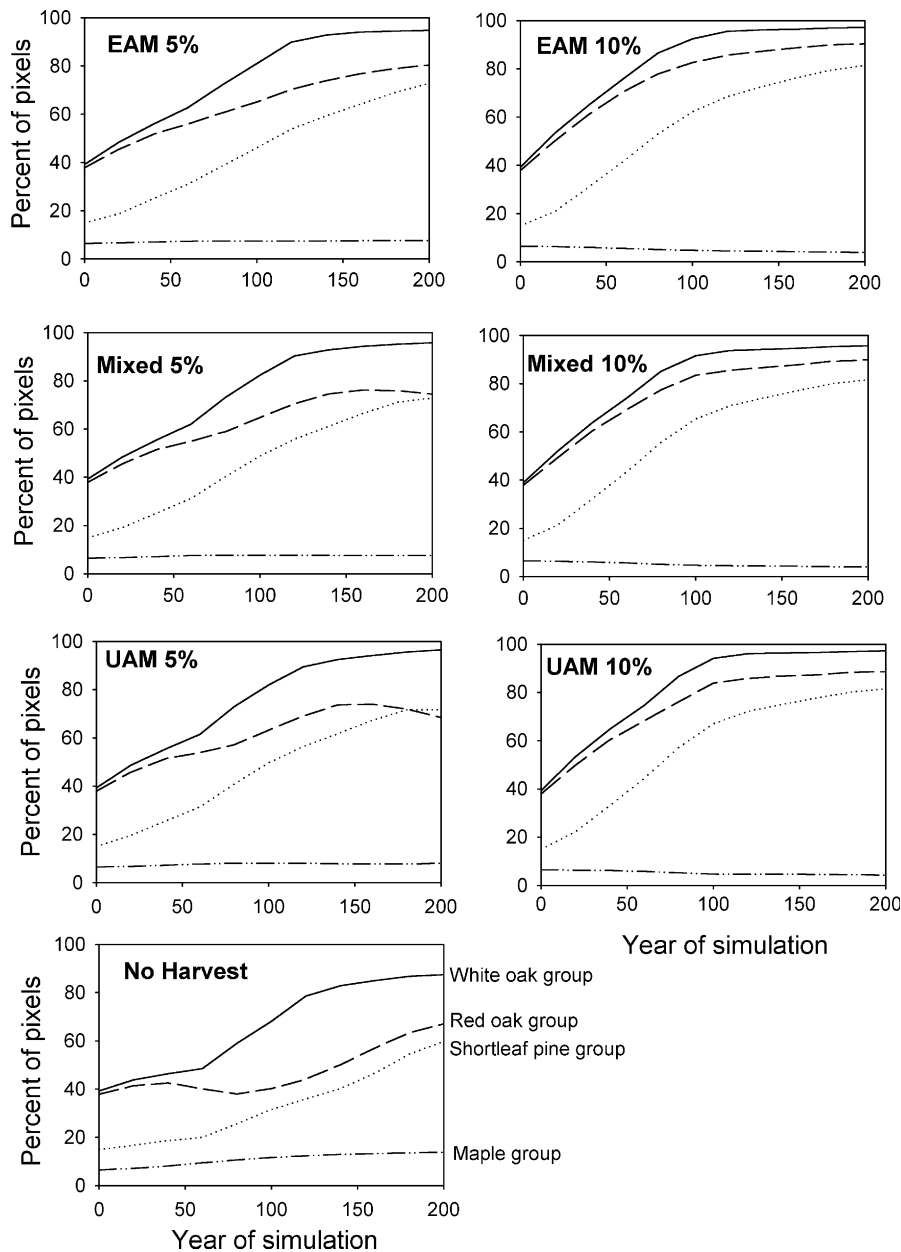 EAM 5%
Percent of pixels
100
80
60
40
20
0
0 50 100 150 200
EAM 10%
100
80
60
40
20
0
0 50 100 150 200
Mixed 5%
Percent of pixels
100
80
60
40
20
0
0 50 100 150 200
Mixed 10%
100
80
60
40
20
0
0 50 100 150 200
UAM 5%
Percent of pixels
100
80
60
40
20
0
0 50 100 150 200
UAM 10%
100
80
60
40
20
0
0 50 100 150 200
Year of simulation
No Harvest
Percent of pixels
100
80
60
40
20
0
0 50 100 150 200
Year of simulation
White oak group
Red oak group
Shortleaf pine group
Maple group